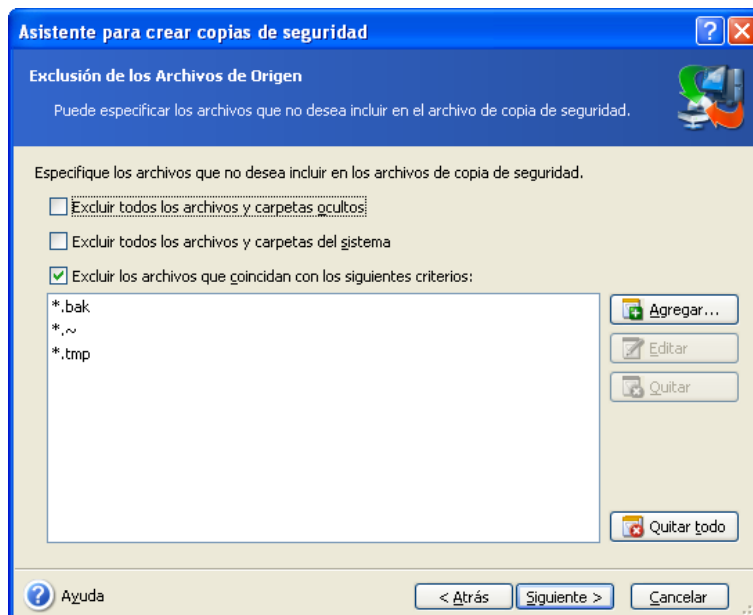 Asistente para crear copias de seguridad
Exclusión de los Archivos de Origen
Puede especificar los archivos que no desea incluir en el archivo de copia de seguridad.
Especifique los archivos que no desea incluir en los archivos de copia de seguridad.
Excluir todos los archivos y carpetas ocultos
Excluir todos los archivos y carpetas del sistema
Excluir los archivos que coincidan con los siguientes criterios:
*.bak
*.~
*.tmp
Agregar...
Editar
Quitar
Quitar todo
Ayuda
< Atrás
Siguiente >
Cancelar